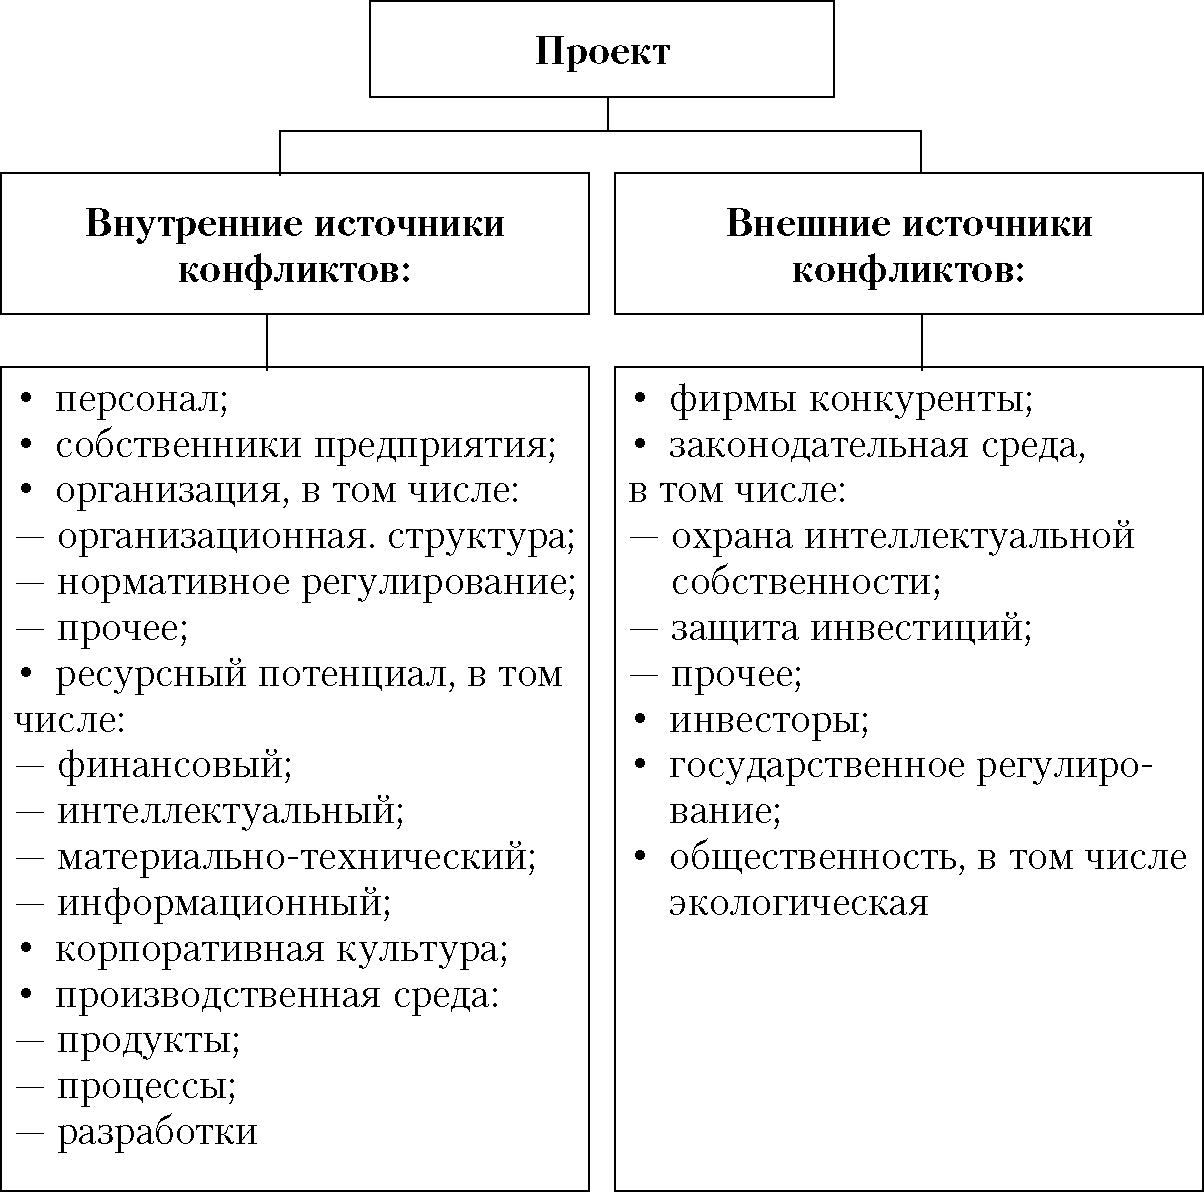 Проект
Внутренние источники
конфликтов:
• персонал;
• собственники предприятия;
• организация, в том числе:
— организационная. структура;
— нормативное регулирование;
— прочее;
• ресурсный потенциал, в том
числе:
— финансовый;
— интеллектуальный;
— материально-технический;
— информационный;
• корпоративная культура;
• производственная среда:
— продукты;
— процессы;
— разработки
Внешние источники
конфликтов:
• фирмы конкуренты;
• законодательная среда,
в том числе:
— охрана интеллектуальной
собственности;
— защита инвестиций;
— прочее;
• инвесторы;
• государственное регулиро-
вание;
• общественность, в том числе
экологическая